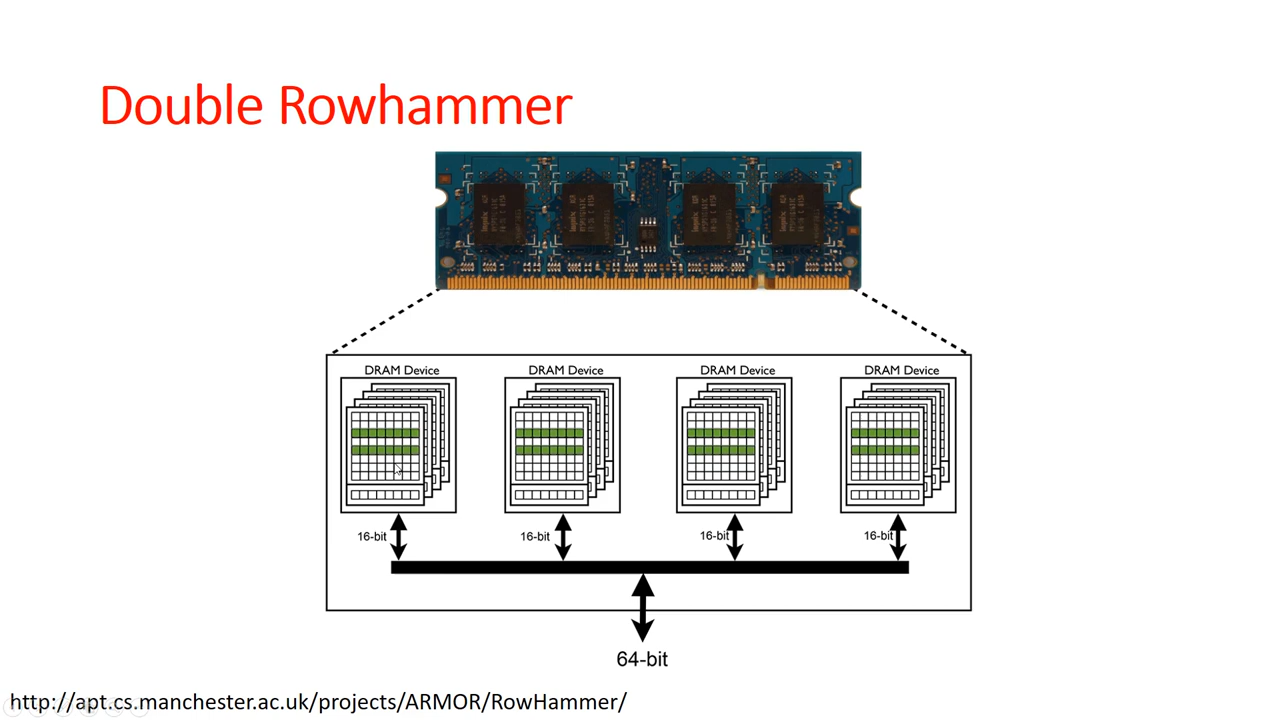 Double Rowhammer
DRAM Device DRAM Device DRAM Device DRAM Device
16-bit 16-bit 16-bit 16-bit
64-bit
http://apt.cs.manchester.ac.uk/projects/ARMOR/RowHammer/